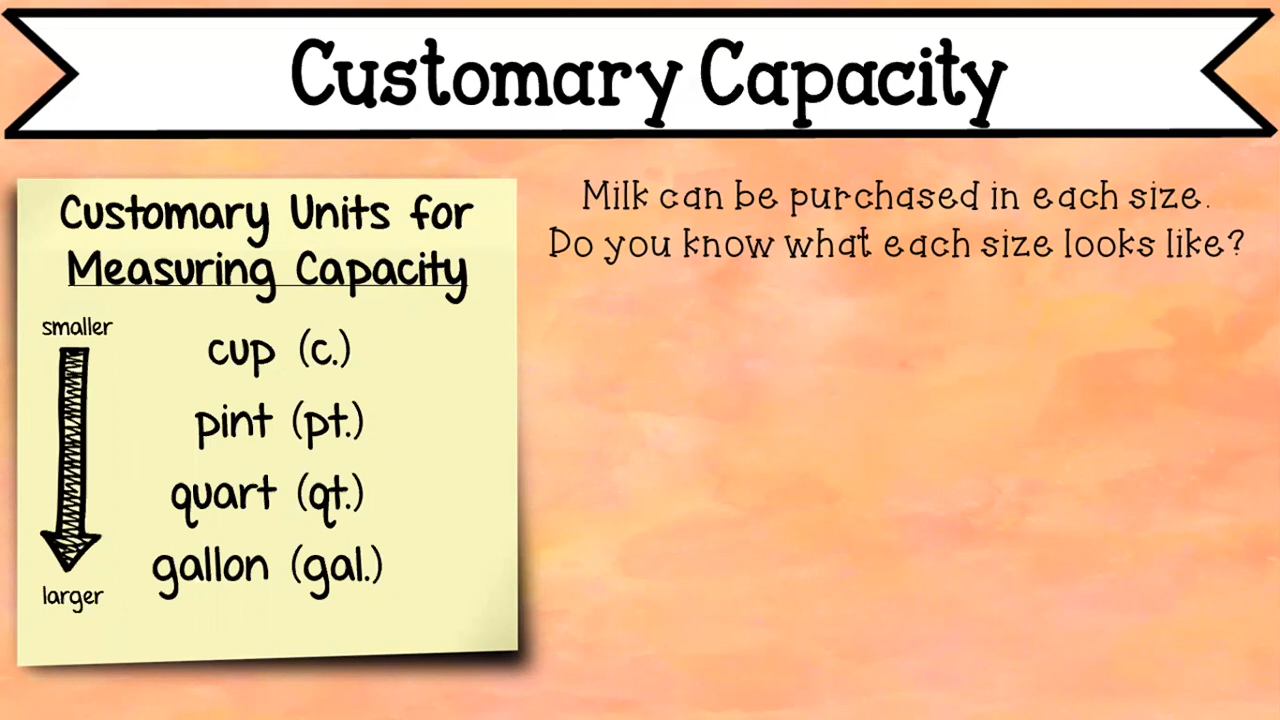 Customary Capacity
Customary Units for
Measuring Capacity
smaller
cup (c.)
pint (pt.)
quart (qt.)
gallon (gal.)
larger
Milk can be purchased in each size.
Do you know what each size looks like?